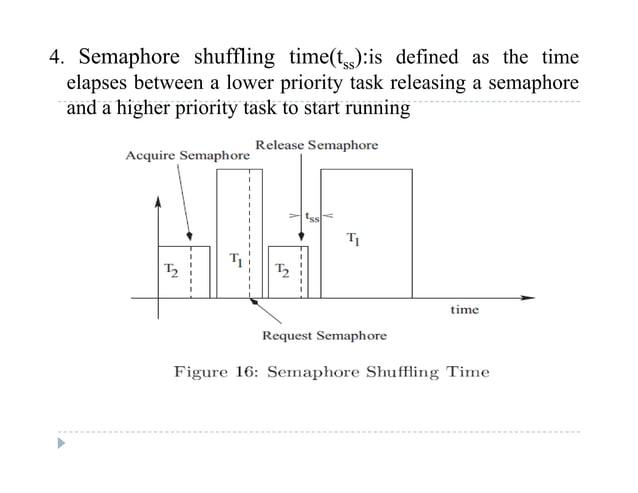 4. Semaphore shuffling time(tss):is defined as the time
elapses between a lower priority task releasing a semaphore
and a higher priority task to start running
Release Semaphore
Acquire Semaphore
tss
T1
T1
T2
T2
time
Request Semaphore
Figure 16: Semaphore Shuffling Time